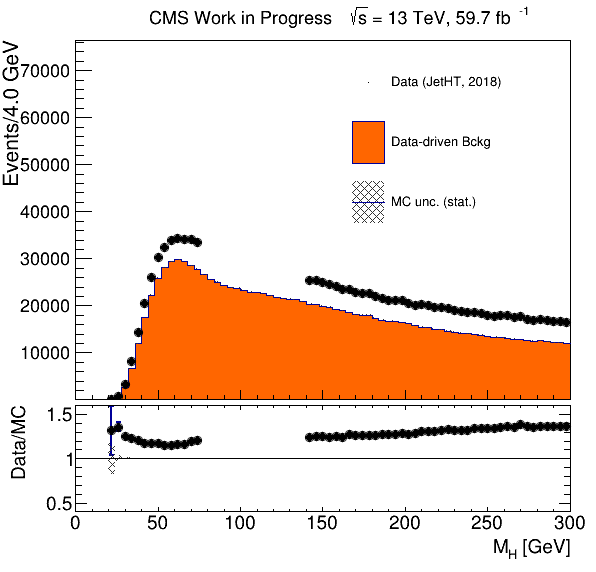 CMS Work in Progress √s = 13 TeV, 59.7 fb⁻¹
Events/4.0 GeV
70000
60000
50000
40000
30000
20000
10000
Data (JetHT, 2018)
Data-driven Bckg
MC unc. (stat.)
Data/MC
1.5
1
0.5
0 50 100 150 200 250 300
M_H [GeV]